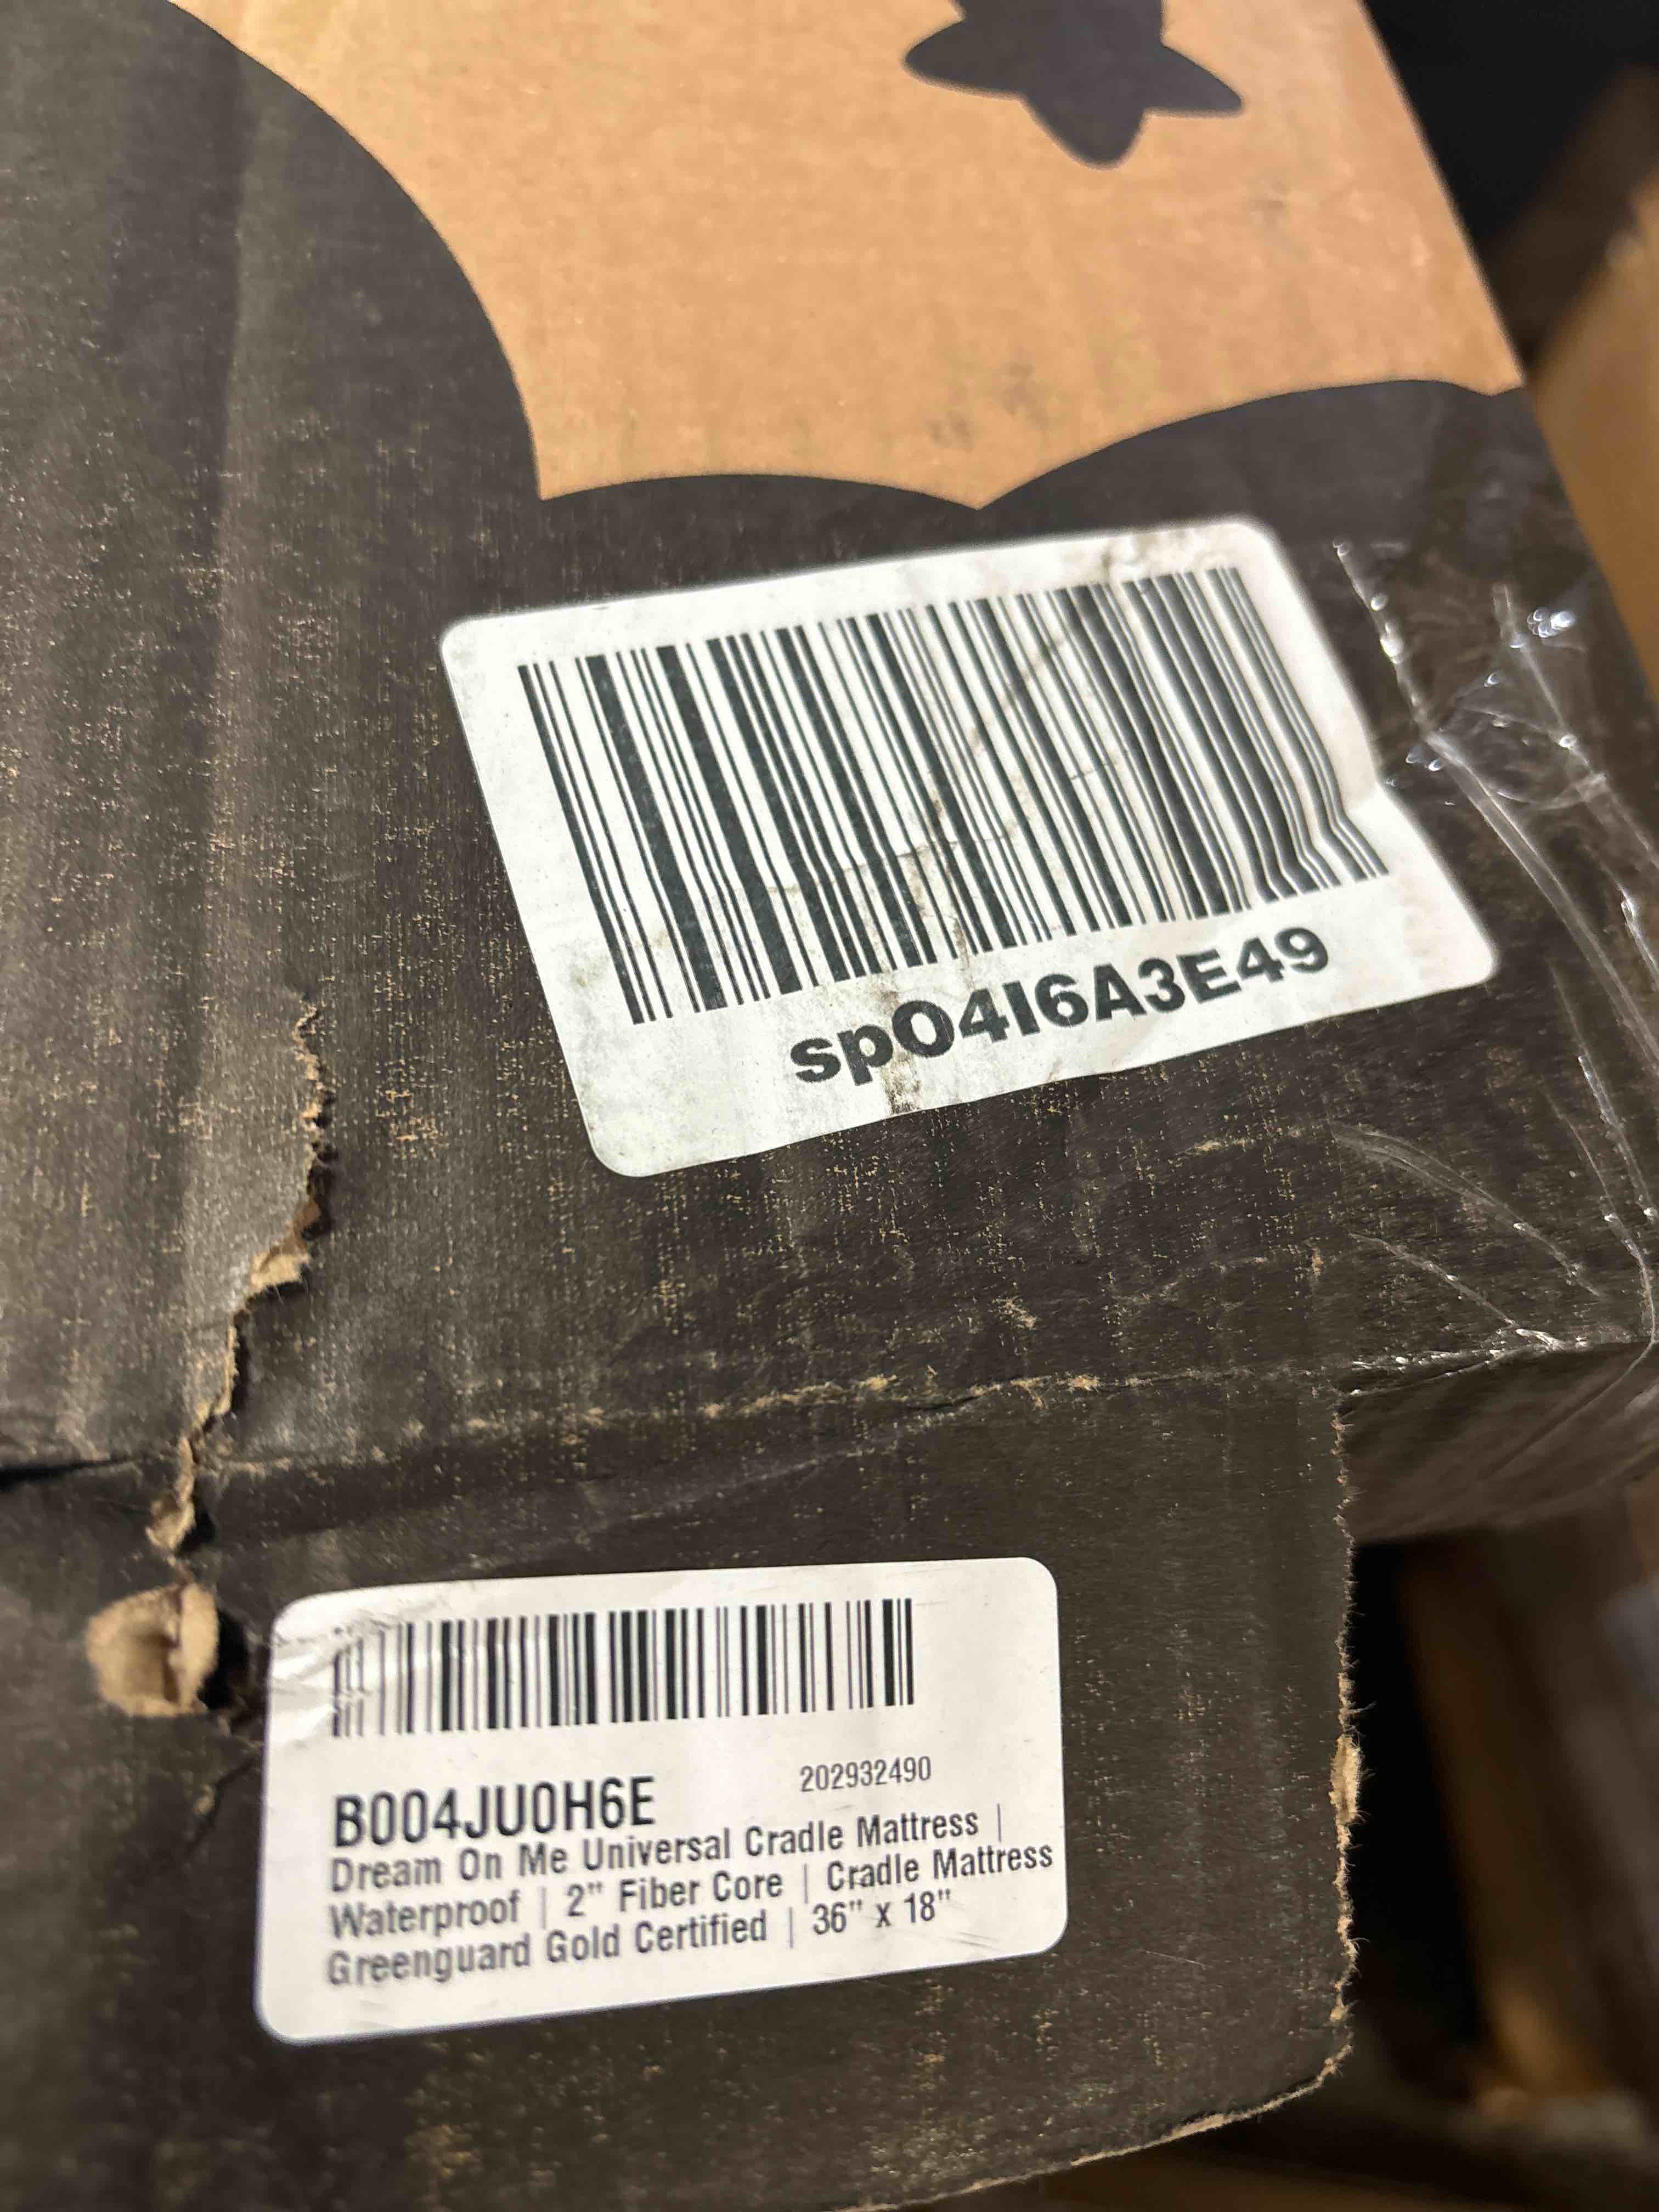 spO4I6A3E49
B004JU0H6E
202932490
Dream On Me Universal Cradle Mattress |
Waterproof | 2" Fiber Core | Cradle Mattress
Greenguard Gold Certified | 36" x 18"